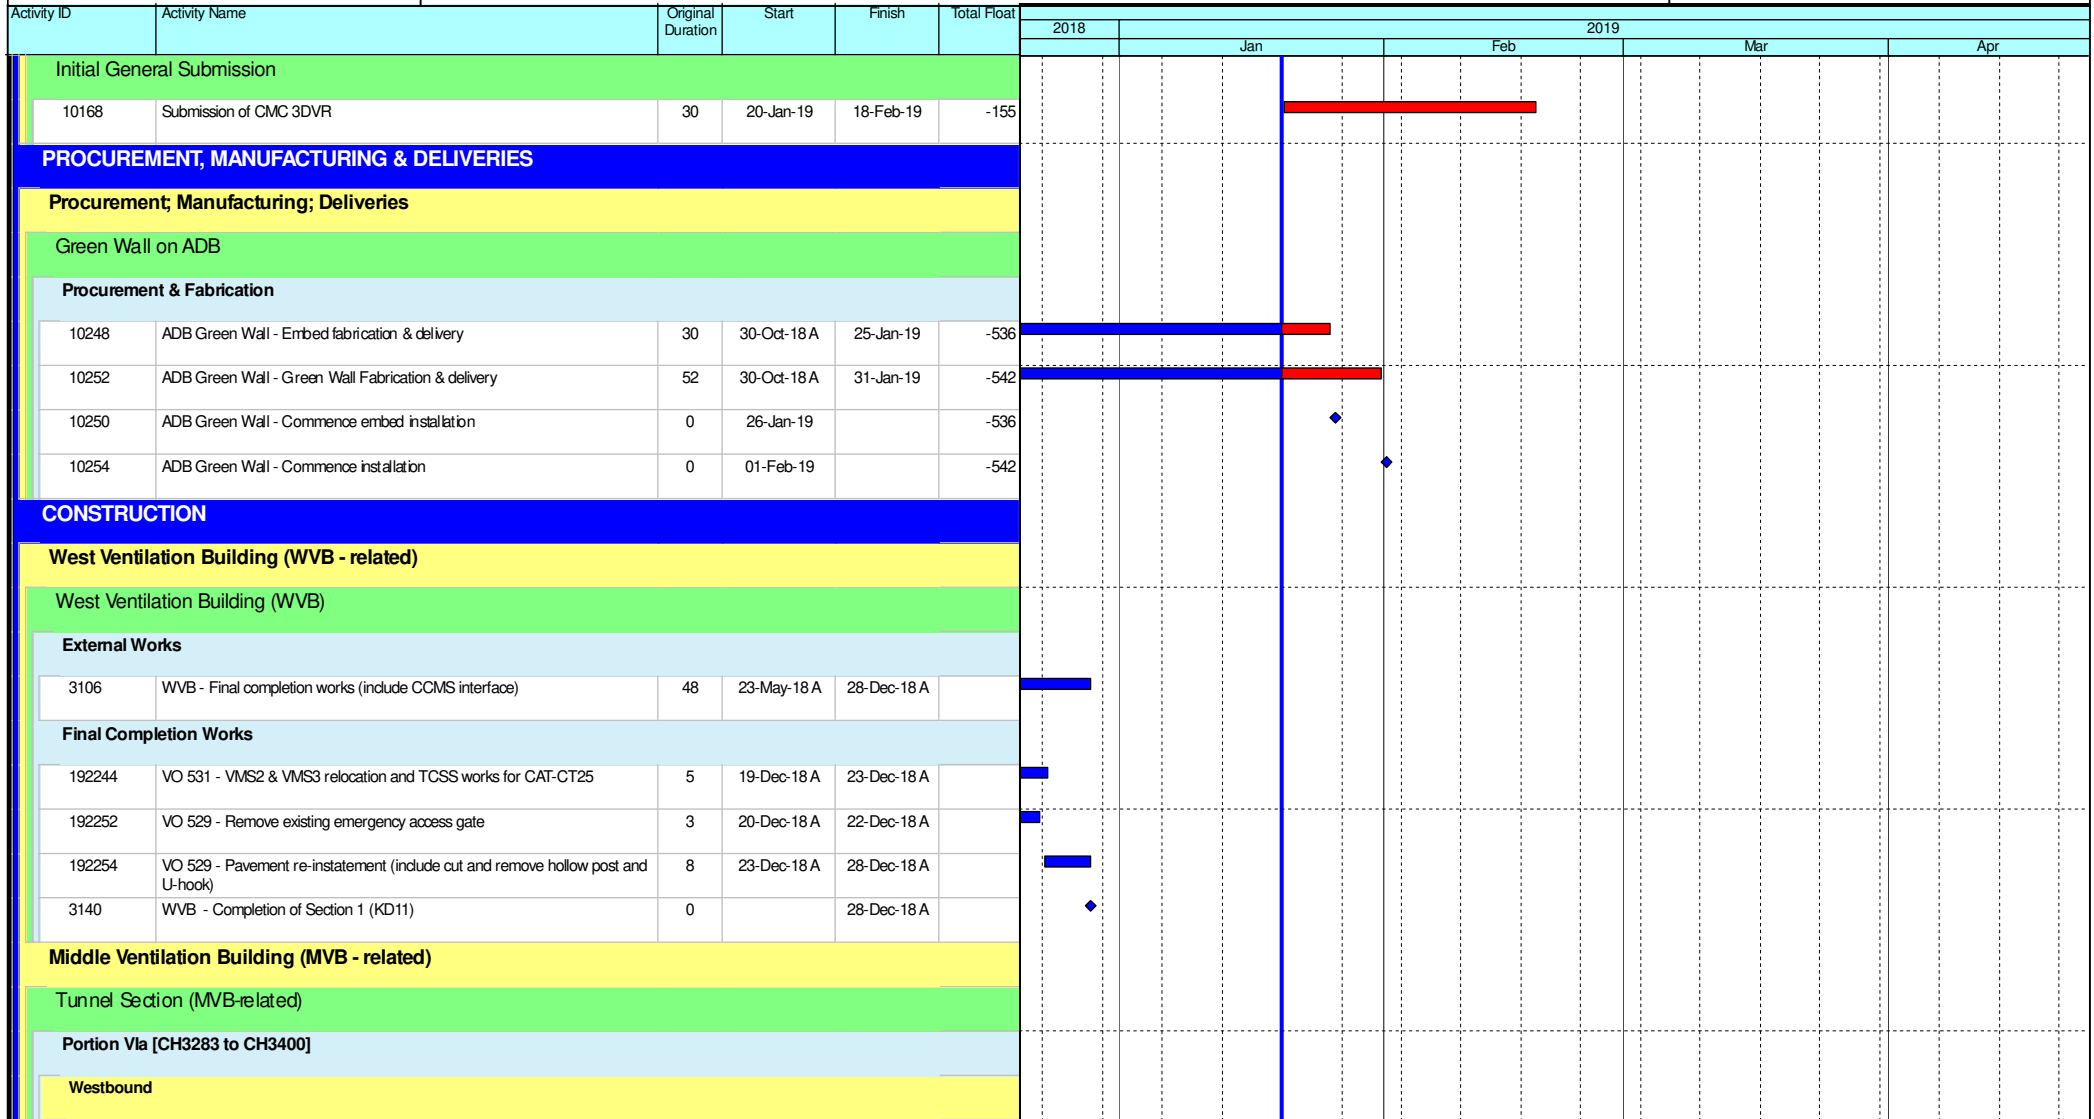 Activity ID Activity Name Original Duration Start Finish Total Float
2018 2019
Jan Feb Mar Apr
Initial General Submission
10168 Submission of CMC 3DVR 30 20-Jan-19 18-Feb-19 -155
PROCUREMENT, MANUFACTURING & DELIVERIES
Procurement; Manufacturing; Deliveries
Green Wall on ADB
Procurement & Fabrication
10248 ADB Green Wall - Embed fabrication & delivery 30 30-Oct-18 A 25-Jan-19 -536
10252 ADB Green Wall - Green Wall Fabrication & delivery 52 30-Oct-18 A 31-Jan-19 -542
10250 ADB Green Wall - Commence embed installation 0 26-Jan-19 -536
10254 ADB Green Wall - Commence installation 0 01-Feb-19 -542
CONSTRUCTION
West Ventilation Building (WVB - related)
West Ventilation Building (WVB)
External Works
3106 WVB - Final completion works (include CCMS interface) 48 23-May-18 A 28-Dec-18 A
Final Completion Works
192244 VO 531 - VMS2 & VMS3 relocation and TCSS works for CAT-CT25 5 19-Dec-18 A 23-Dec-18 A
192252 VO 529 - Remove existing emergency access gate 3 20-Dec-18 A 22-Dec-18 A
192254 VO 529 - Pavement re-instatement (include cut and remove hollow post and 8 23-Dec-18 A 28-Dec-18 A
U-hook)
3140 WVB - Completion of Section 1 (KD11) 0 28-Dec-18 A
Middle Ventilation Building (MVB - related)
Tunnel Section (MVB-related)
Portion VIa [CH3283 to CH3400]
Westbound